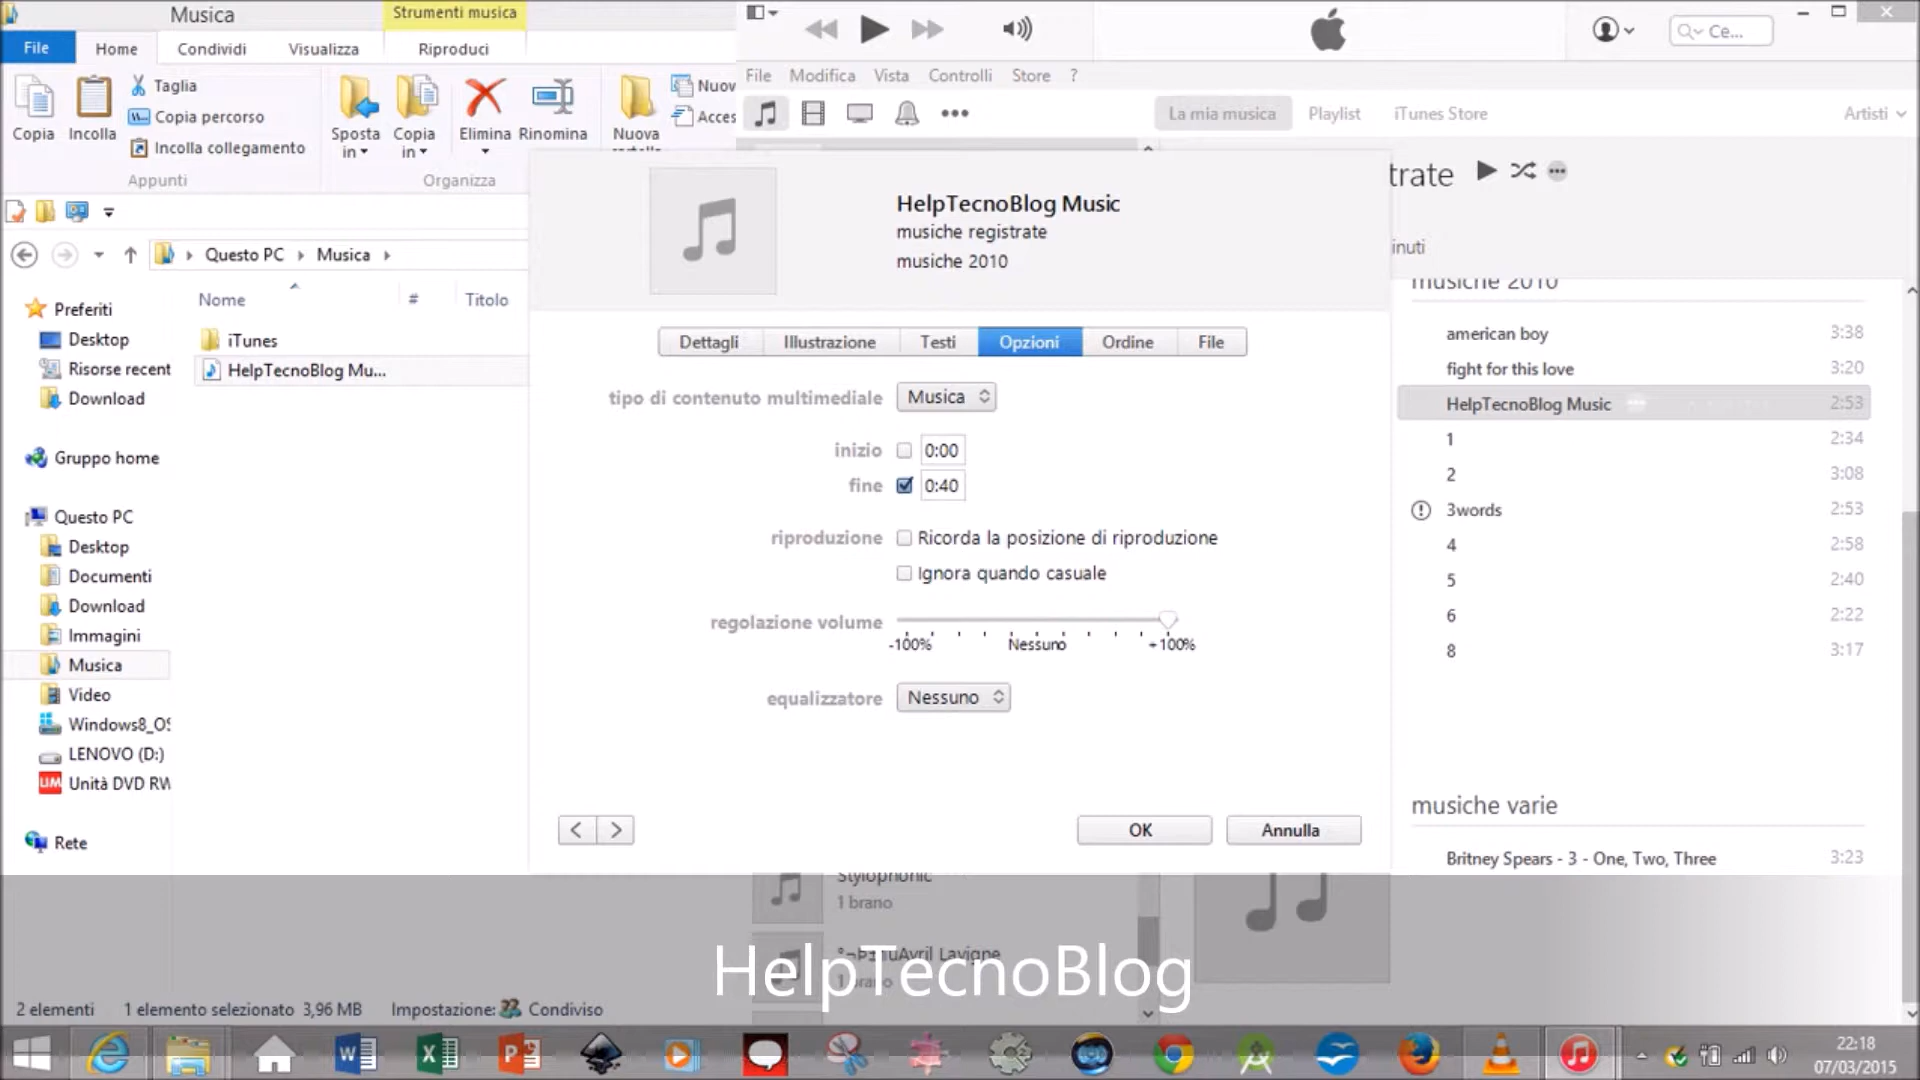 Musica
Strumenti musica
File
Home
Condividi
Visualizza
Riproduci
Copia
Incolla
Taglia
Copia percorso
Incolla collegamento
Appunti
Sposta in
Copia in
Elimina
Rinomina
Organizza
Nuova
Nuov
Acces
Questo PC
Musica
Nome
#
Titolo
iTunes
HelpTecnoBlog Mu...
Preferiti
Desktop
Risorse recent
Download
Gruppo home
Questo PC
Desktop
Documenti
Download
Immagini
Musica
Video
Windows8_OS
LENOVO (D:)
Unità DVD RW
Rete
2 elementi
1 elemento selezionato 3,96 MB
Impostazione:
Condiviso
Ce...
File
Modifica
Vista
Controlli
Store
?
La mia musica
Playlist
iTunes Store
Artisti
HelpTecnoBlog Music
musiche registrate
musiche 2010
Dettagli
Illustrazione
Testi
Opzioni
Ordine
File
tipo di contenuto multimediale
Musica
inizio
0:00
fine
0:40
riproduzione
Ricorda la posizione di riproduzione
Ignora quando casuale
regolazione volume
-100%
Nessuno
+100%
equalizzatore
Nessuno
<
>
OK
Annulla
trate
inuti
musiche 2010
american boy 3:38
fight for this love 3:20
HelpTecnoBlog Music 2:53
1 2:34
2 3:08
3words 2:53
4 2:58
5 2:40
6 2:22
8 3:17
musiche varie
Britney Spears - 3 - One, Two, Three 3:23
Stylophonic
1 brano
Avril Lavigne
1 brano
HelpTecnoBlog
22:18
07/03/2015